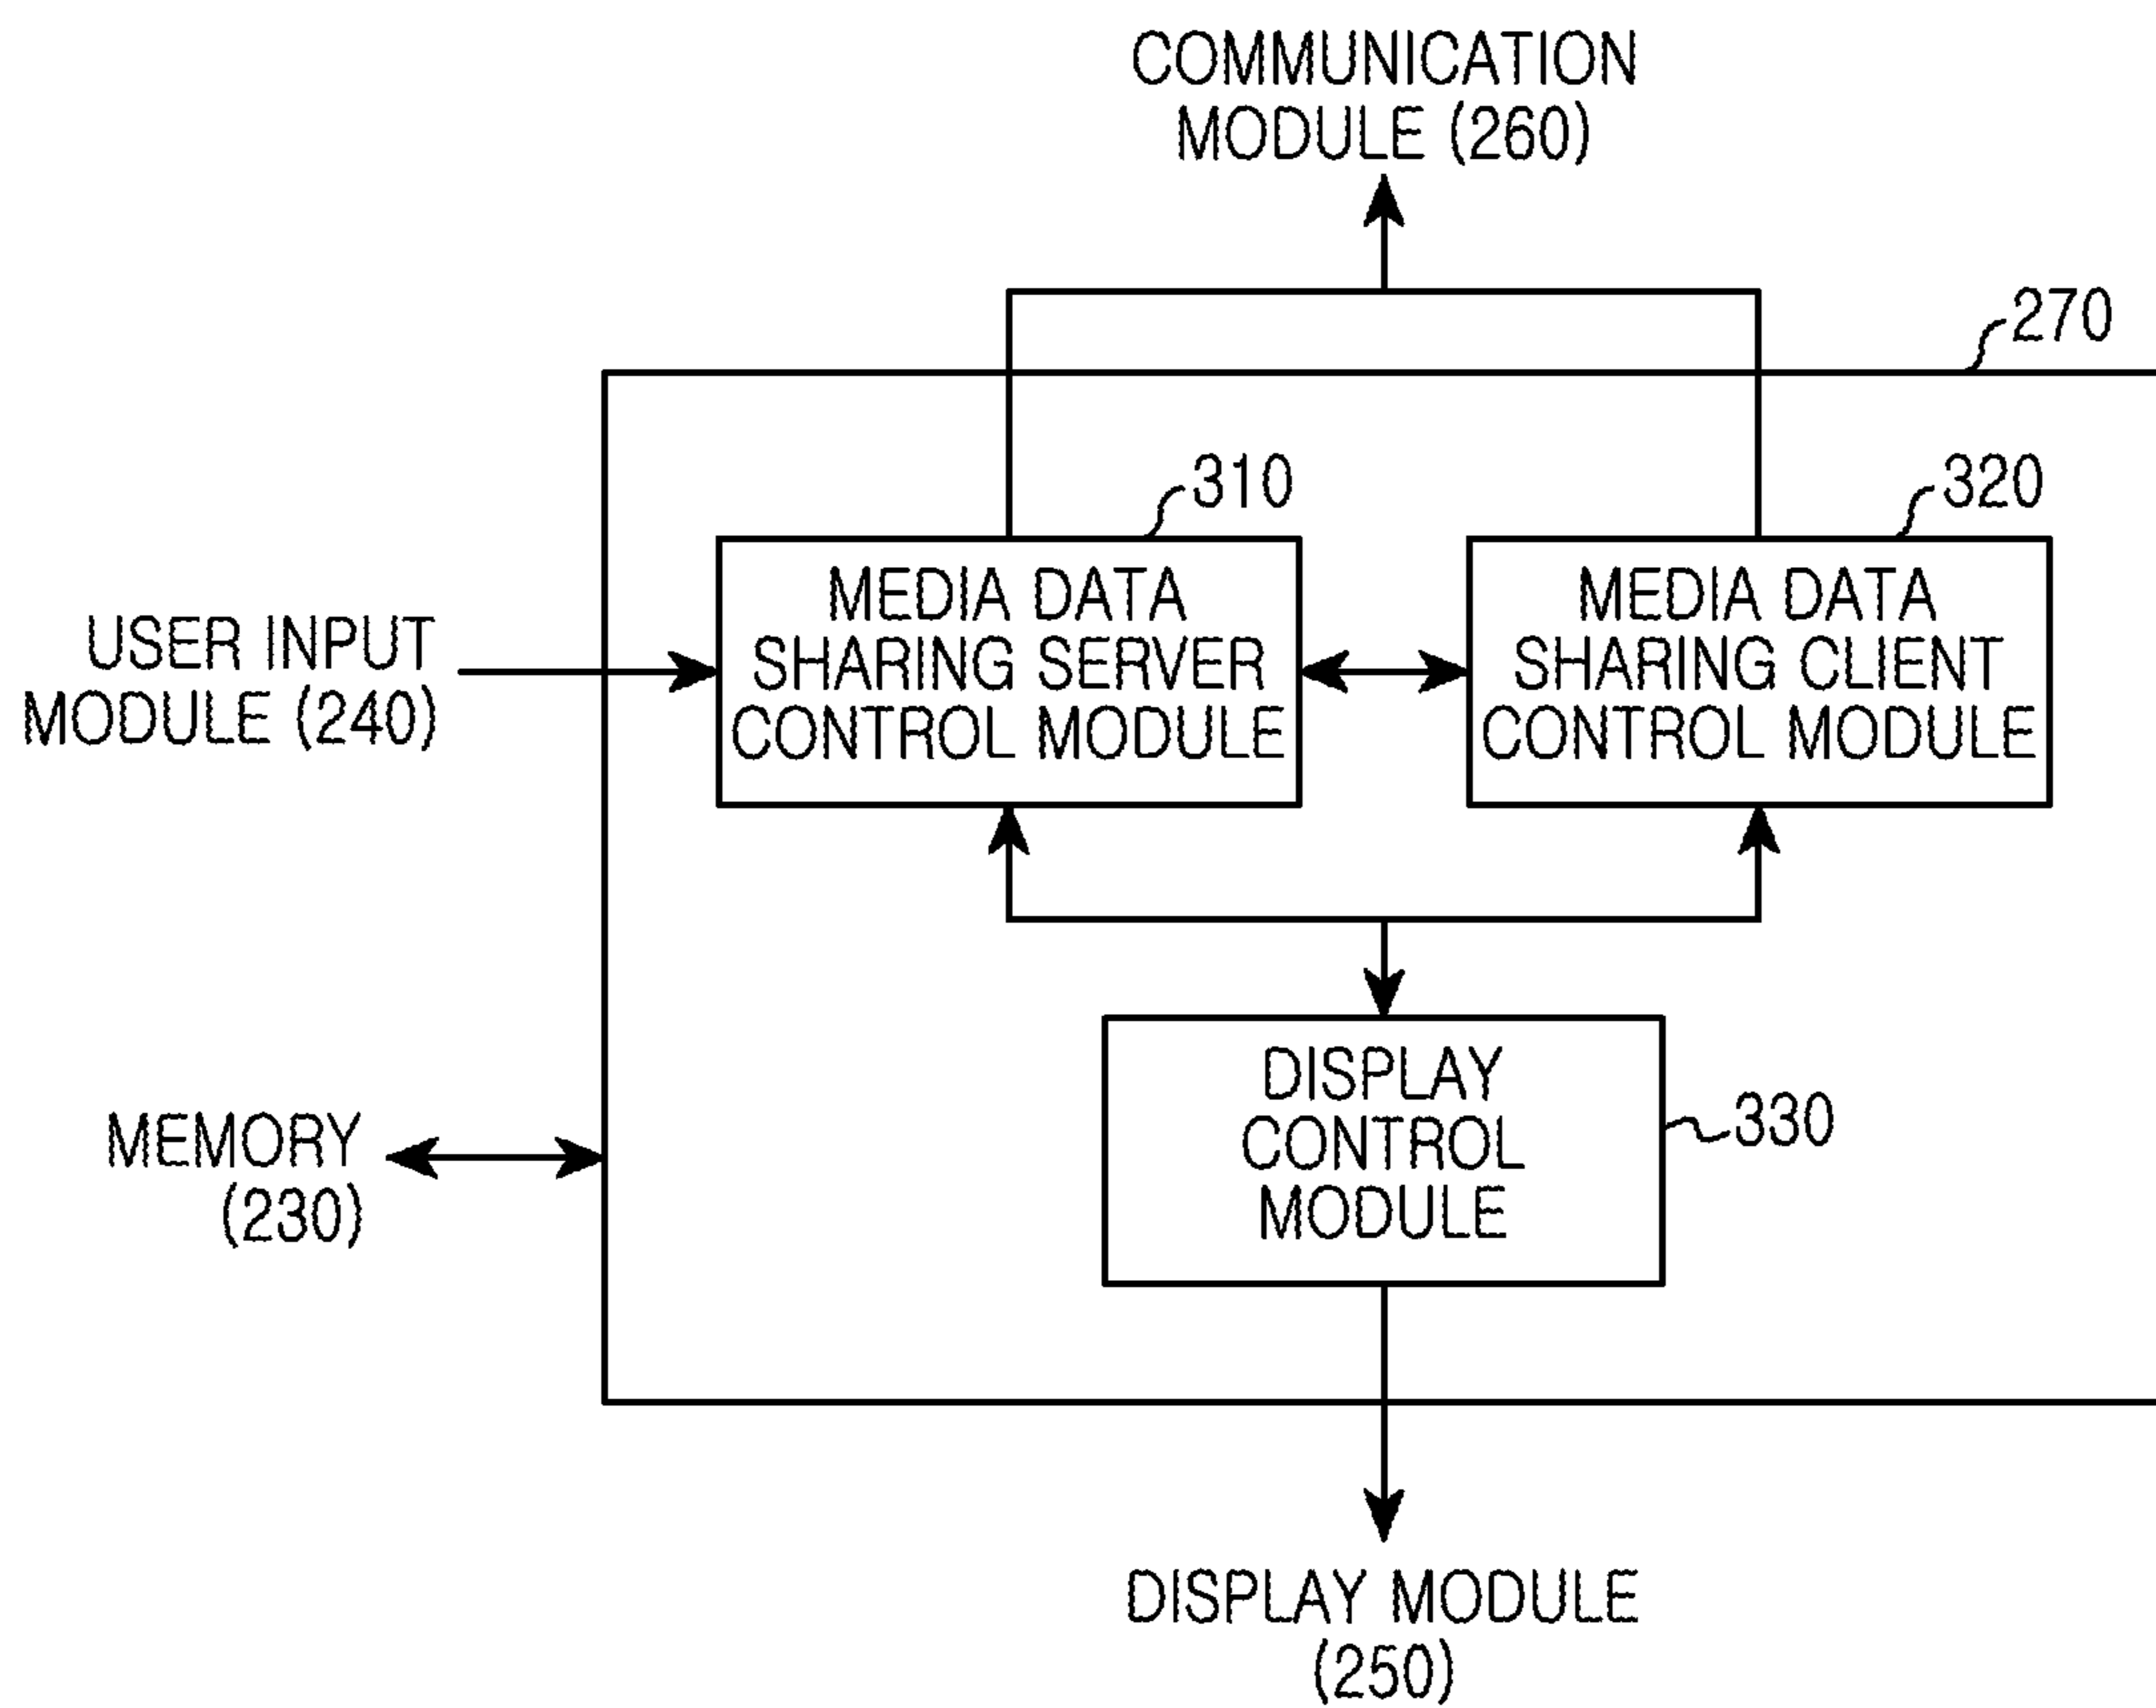 COMMUNICATION
MODULE (260)
270
310
320
MEDIA DATA
SHARING SERVER
CONTROL MODULE
MEDIA DATA
SHARING CLIENT
CONTROL MODULE
USER INPUT
MODULE (240)
DISPLAY
CONTROL
MODULE
330
MEMORY
(230)
DISPLAY MODULE
(250)